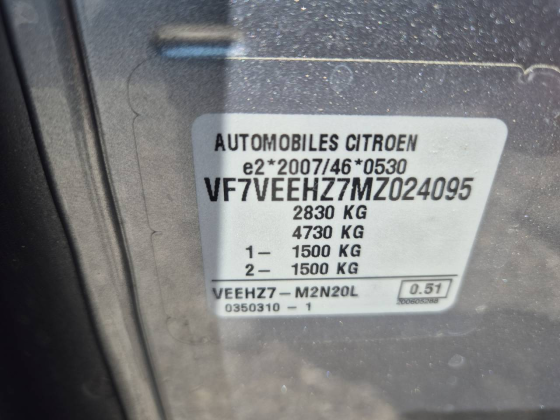 AUTOMOBILES CITROEN
e2*2007/46*0530
VF7VEEHZ7MZ024095
2830 KG
4730 KG
1- 1500 KG
2- 1500 KG
VEEHZ7-M2N20L 0.51
0350310 - 1